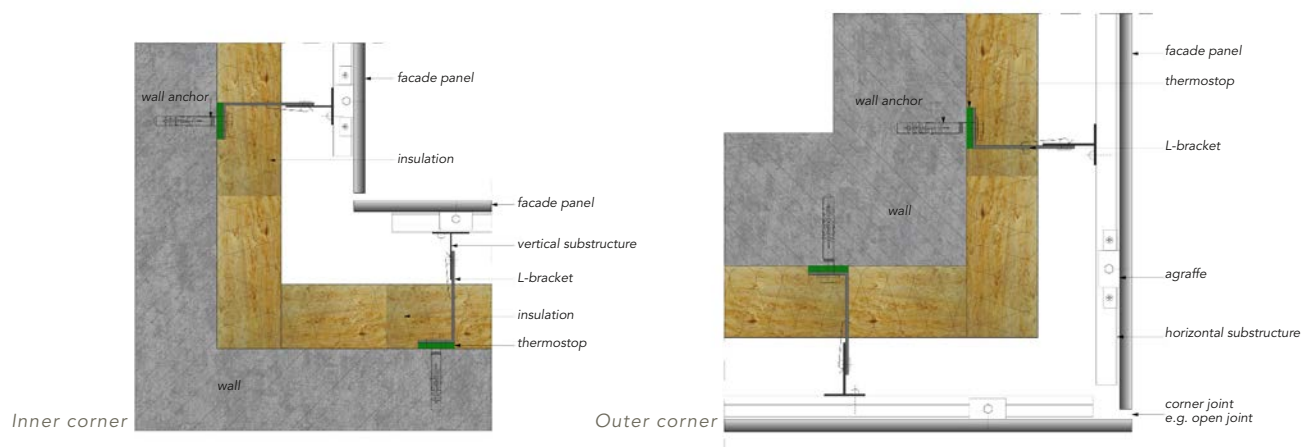 wall anchor
facade panel
insulation
facade panel
vertical substructure
L-bracket
insulation
thermostop
wall
Inner corner
facade panel
thermostop
wall anchor
L-bracket
wall
agraffe
horizontal substructure
corner joint
e.g. open joint
Outer corner